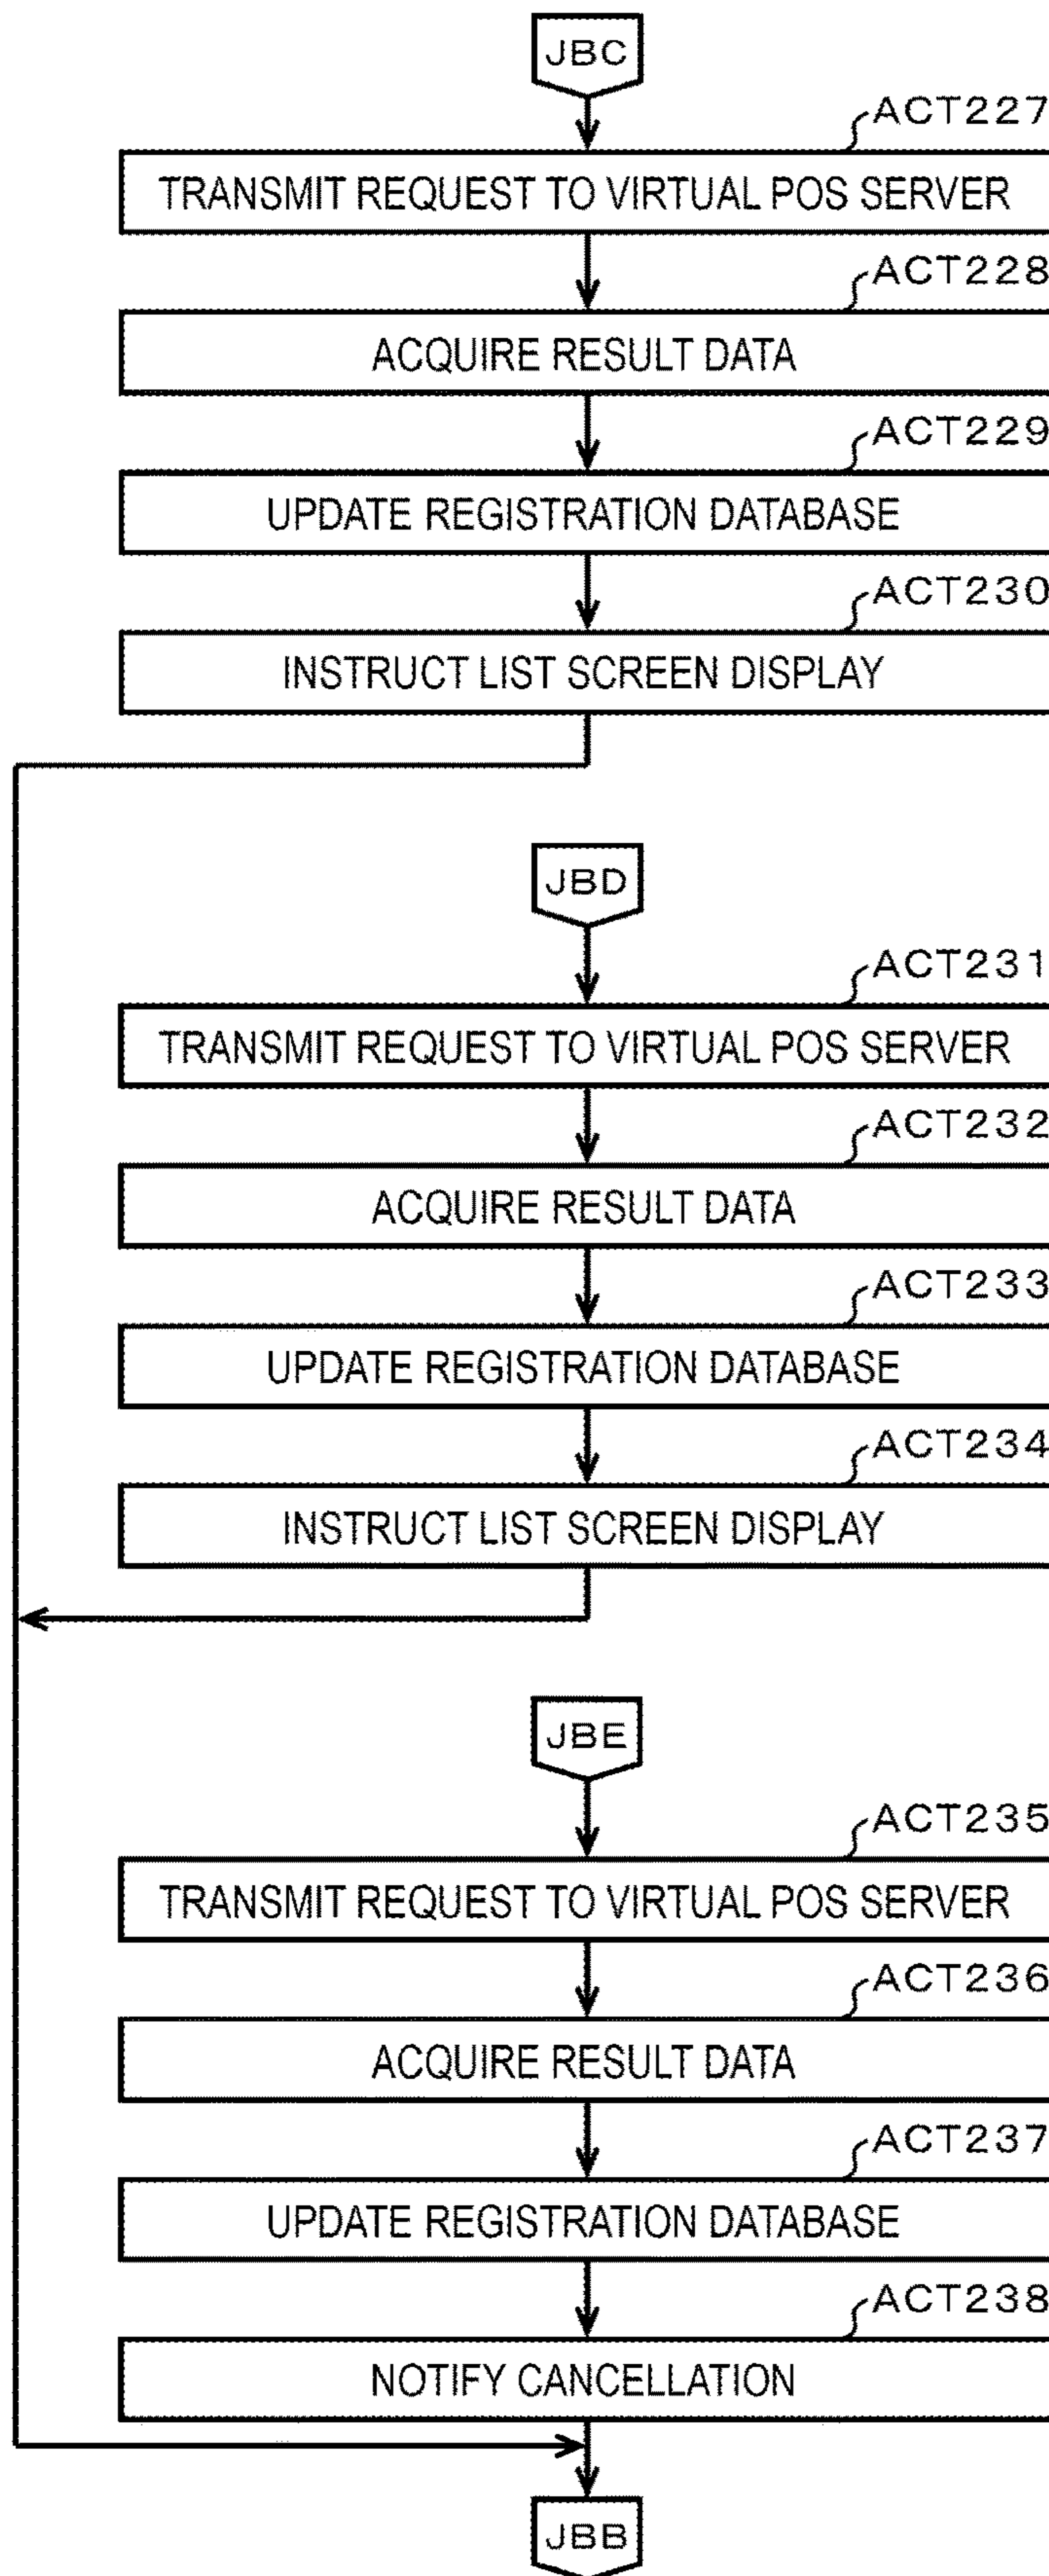 JBC
ACT227
TRANSMIT REQUEST TO VIRTUAL POS SERVER
ACT228
ACQUIRE RESULT DATA
ACT229
UPDATE REGISTRATION DATABASE
ACT230
INSTRUCT LIST SCREEN DISPLAY
JBD
ACT231
TRANSMIT REQUEST TO VIRTUAL POS SERVER
ACT232
ACQUIRE RESULT DATA
ACT233
UPDATE REGISTRATION DATABASE
ACT234
INSTRUCT LIST SCREEN DISPLAY
JBE
ACT235
TRANSMIT REQUEST TO VIRTUAL POS SERVER
ACT236
ACQUIRE RESULT DATA
ACT237
UPDATE REGISTRATION DATABASE
ACT238
NOTIFY CANCELLATION
JBB